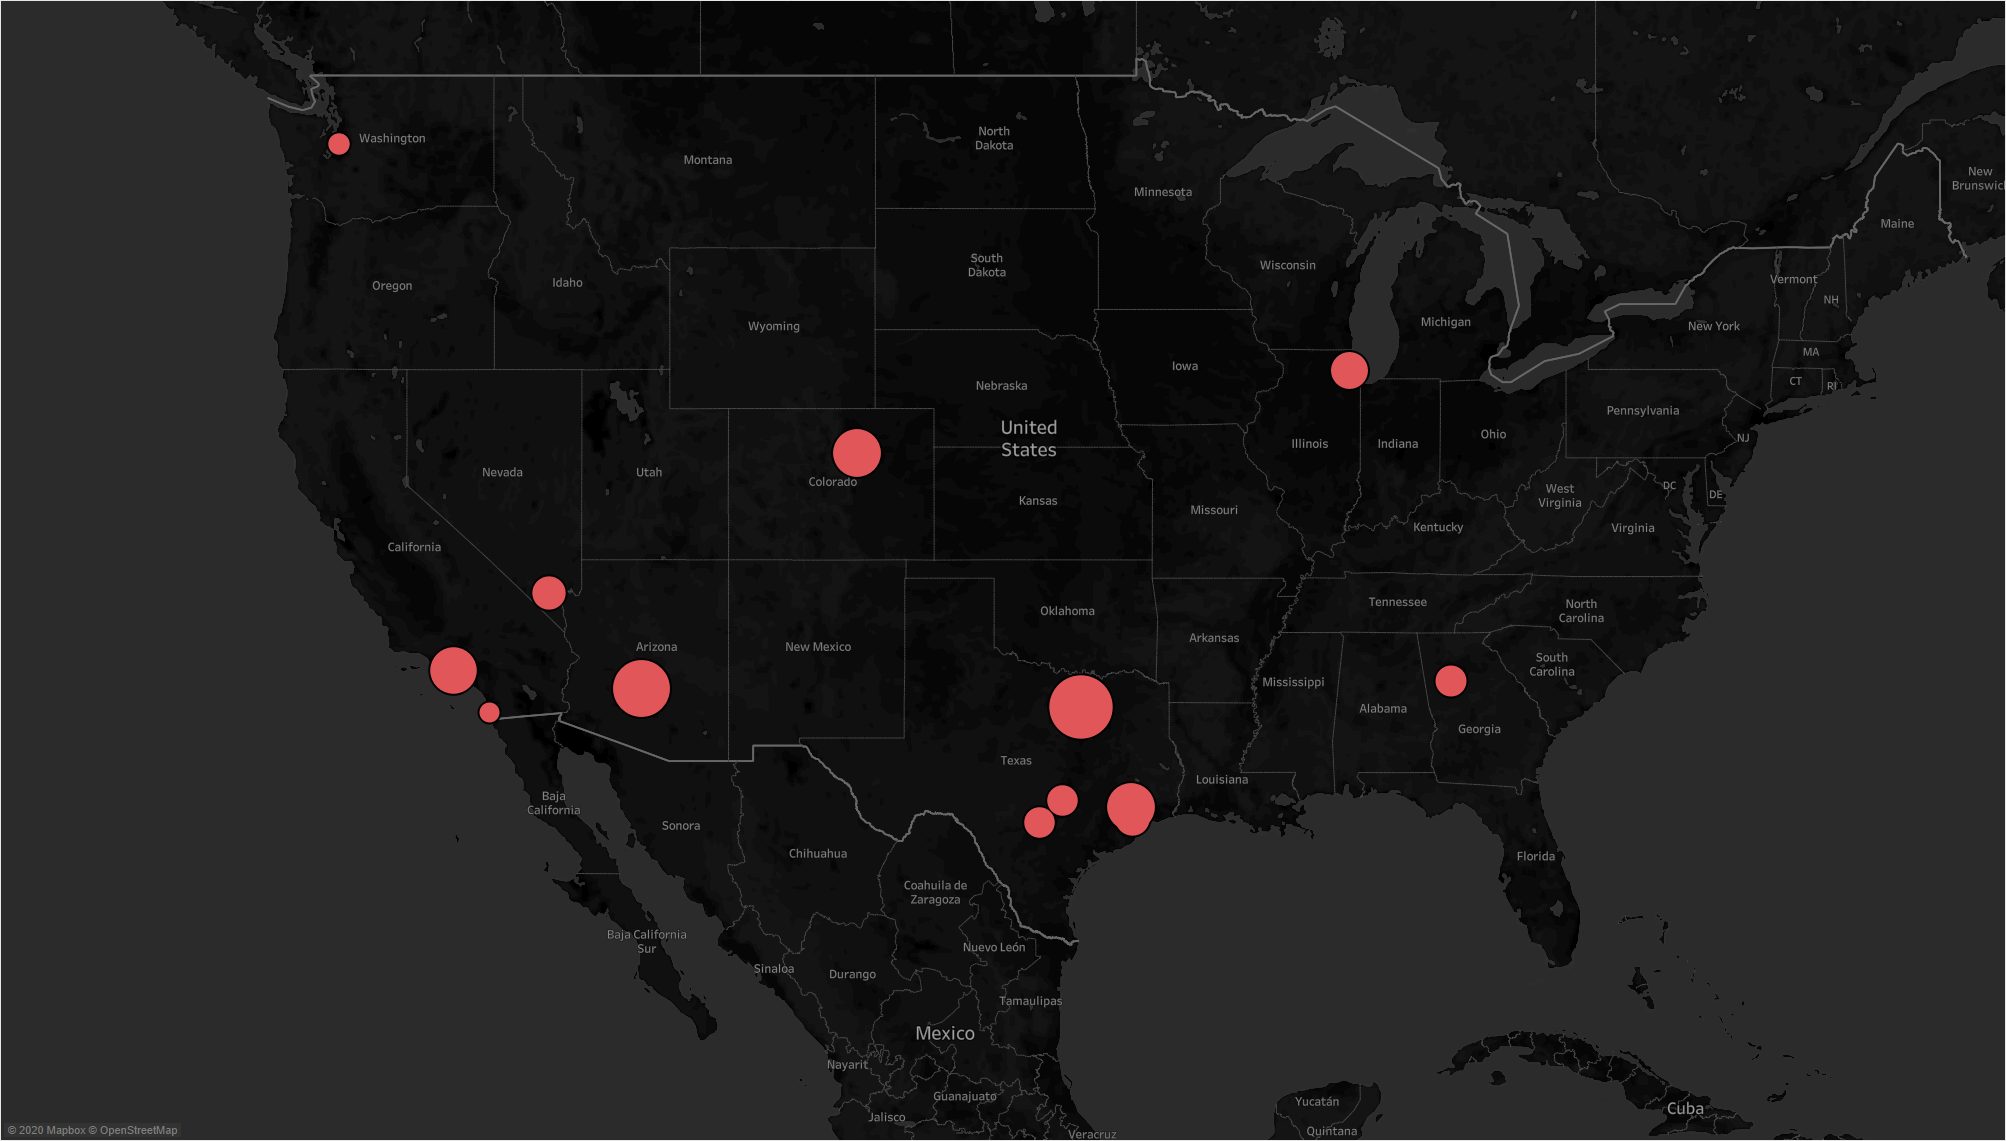 Washington
Montana
North
Dakota
Minnesota
New
Brunswic
Maine
Oregon
Idaho
South
Dakota
Wisconsin
Vermont
NH
Wyoming
Michigan
New York
MA
Iowa
CT
RI
Nebraska
Pennsylvania
United
States
Illinois
Indiana
Ohio
NJ
Nevada
Utah
Colorado
Kansas
Missouri
West
Virginia
DC
DE
Kentucky
Virginia
California
Oklahoma
Tennessee
North
Carolina
Arizona
New Mexico
Arkansas
South
Carolina
Mississippi
Alabama
Georgia
Texas
Louisiana
Baja
California
Sonora
Chihuahua
Florida
Coahuila de
Zaragoza
Baja California
Sur
Nuevo León
Sinaloa
Durango
Tamaulipas
Mexico
Nayarit
Guanajuato
Yucatán
Cuba
Jalisco
Veracruz
Quintana
© 2020 Mapbox © OpenStreetMap